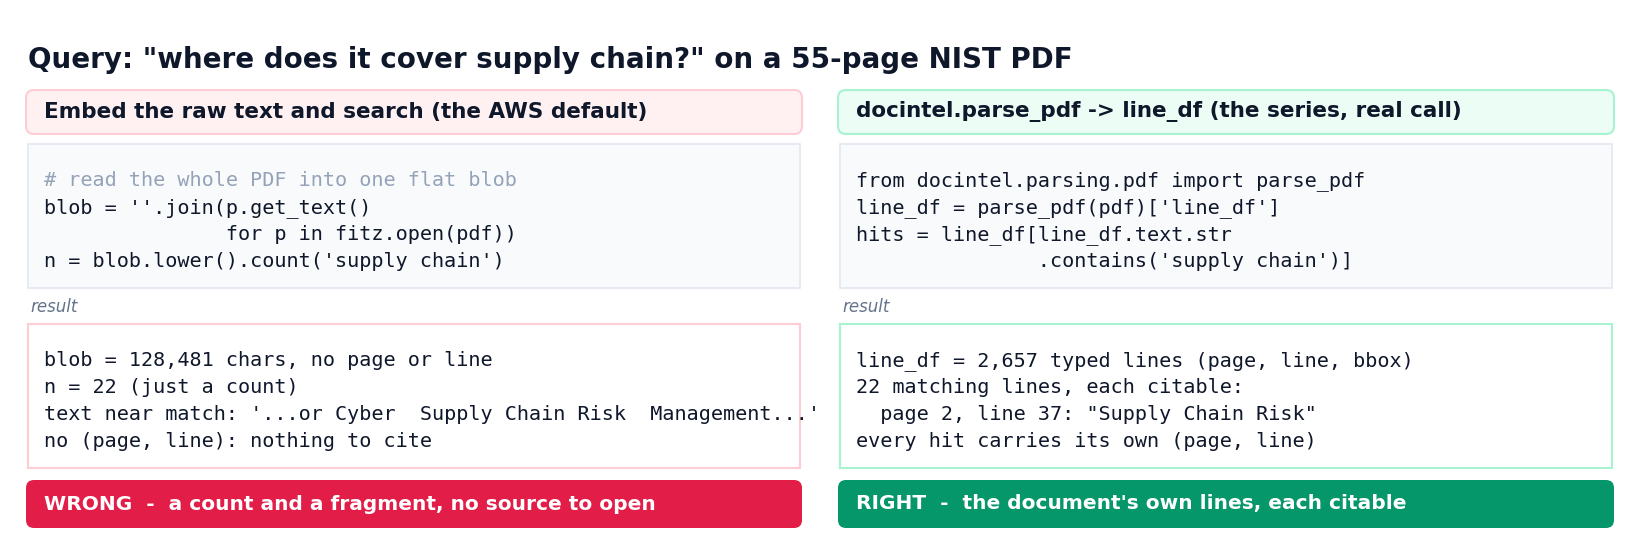 Query: "where does it cover supply chain?" on a 55-page NIST PDF
Embed the raw text and search (the AWS default)
# read the whole PDF into one flat blob
blob = ''.join(p.get_text()
               for p in fitz.open(pdf))
n = blob.lower().count('supply chain')
result
blob = 128,481 chars, no page or line
n = 22 (just a count)
text near match: '...or Cyber  Supply Chain Risk  Management...'
no (page, line): nothing to cite
WRONG  -  a count and a fragment, no source to open
docintel.parse_pdf -> line_df (the series, real call)
from docintel.parsing.pdf import parse_pdf
line_df = parse_pdf(pdf)['line_df']
hits = line_df[line_df.text.str
               .contains('supply chain')]
result
line_df = 2,657 typed lines (page, line, bbox)
22 matching lines, each citable:
  page 2, line 37: "Supply Chain Risk"
every hit carries its own (page, line)
RIGHT  -  the document's own lines, each citable